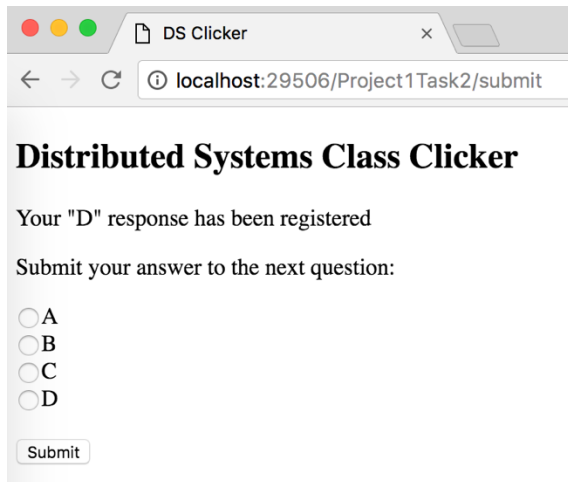 DS Clicker
localhost:29506/Project1Task2/submit
Distributed Systems Class Clicker
Your "D" response has been registered
Submit your answer to the next question:
A
B
C
D
Submit